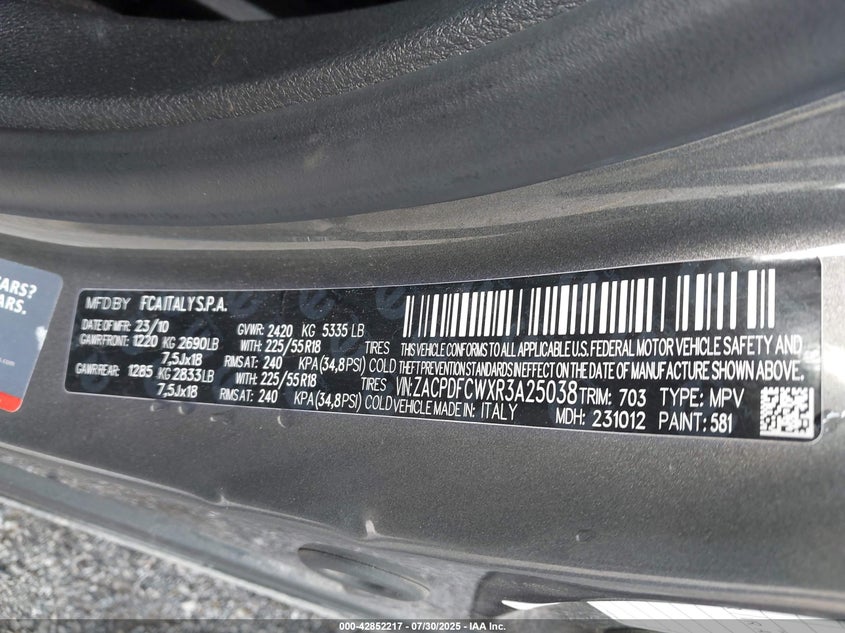 CARS?
ARS.
MFD BY FCA ITALY S.P.A.
DATE OF MFR: 23/10 GVWR: 2420 KG 5335 LB
GAWR FRONT: 1220 KG 2690LB WITH: 225/55R18 TIRES
7,5Jx18 RIMS AT: 240 KPA (34,8PSI) COLD
GAWR REAR: 1285 KG 2833LB WITH: 225/55R18 TIRES
7,5Jx18 RIMS AT: 240 KPA (34,8PSI) COLD
THIS VEHICLE CONFORMS TO ALL APPLICABLE U.S. FEDERAL MOTOR VEHICLE SAFETY AND
THEFT PREVENTION STANDARDS IN EFFECT ON THE DATE OF MANUFACTURE SHOWN ABOVE.
VIN: ZACPDFCWXR3A25038 TRIM: 703 TYPE: MPV
VEHICLE MADE IN: ITALY MDH: 231012 PAINT: 581
000-42852217 - 07/30/2025 - IAA Inc.